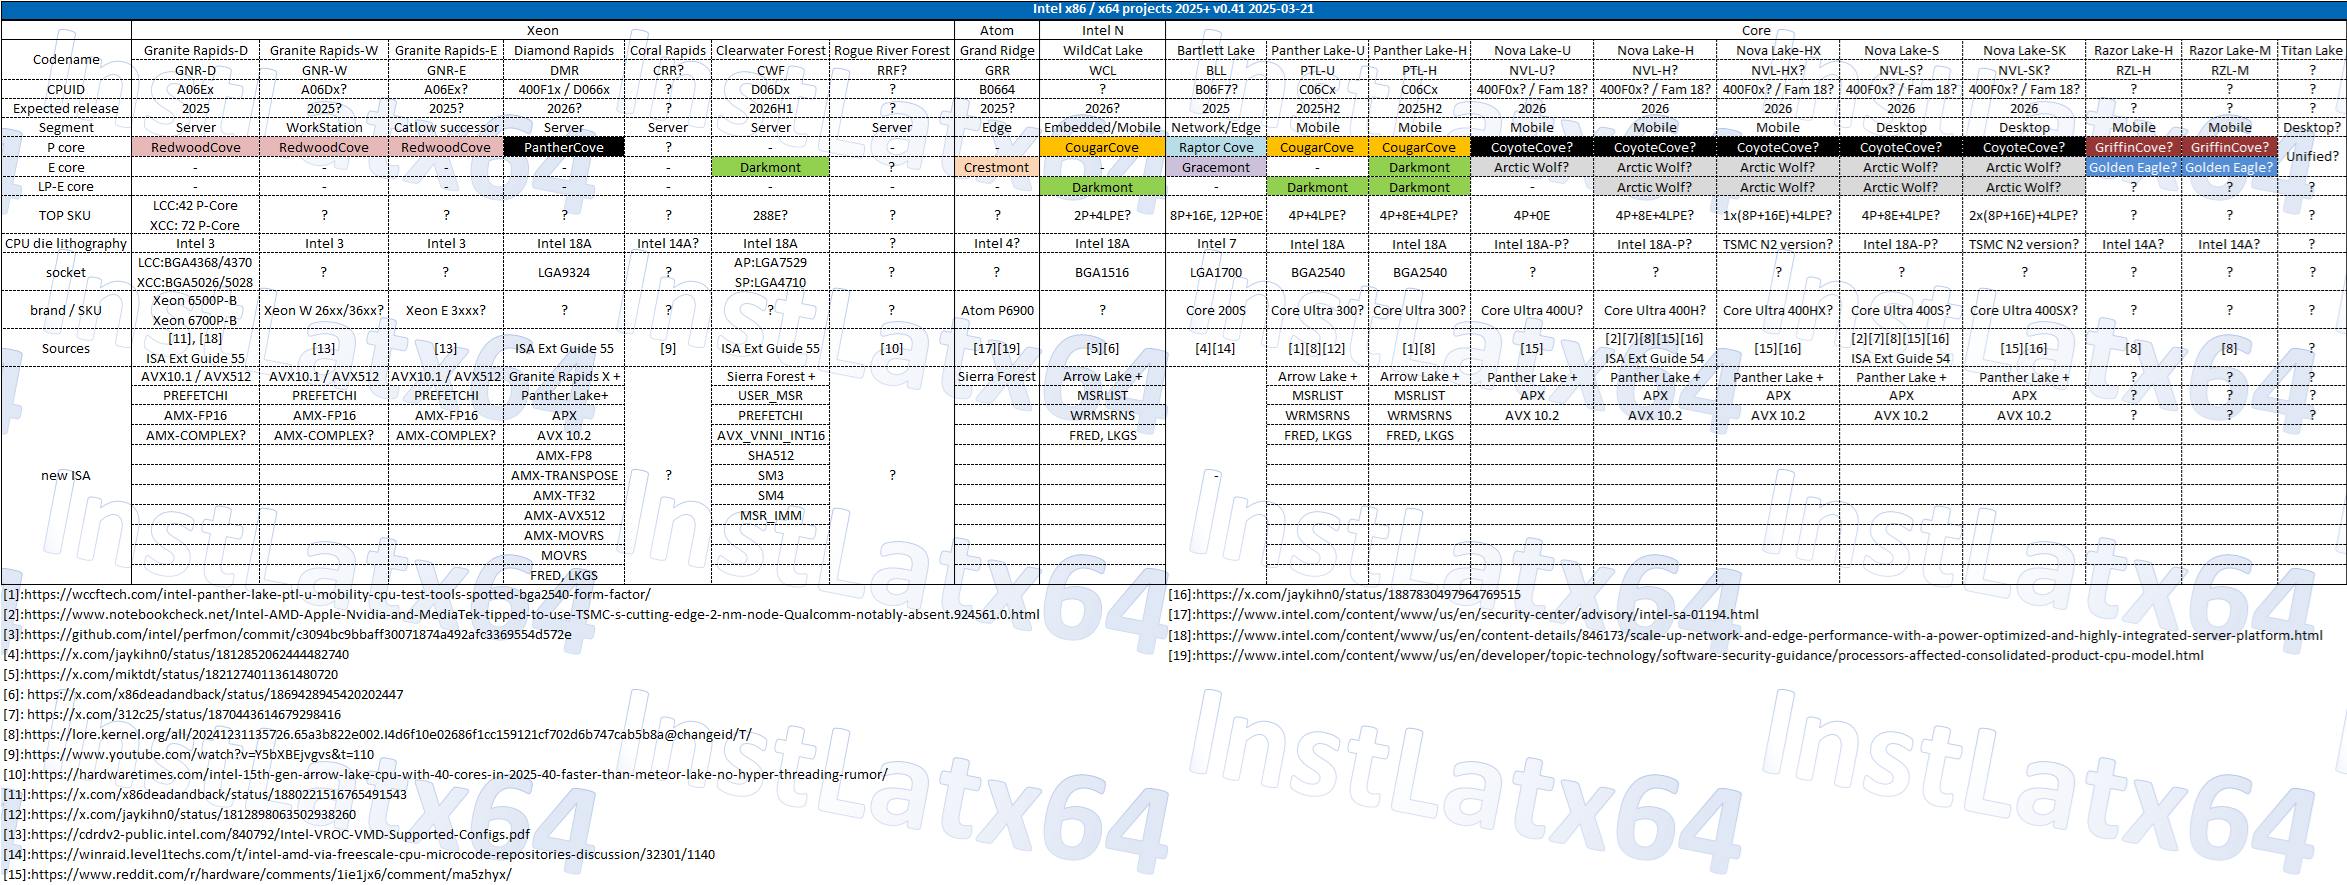 Intel x86 / x64 projects 2025+ v0.41 2025-03-21
Xeon Atom Intel N Core
Codename Granite Rapids-D Granite Rapids-W Granite Rapids-E Diamond Rapids Coral Rapids Clearwater Forest Rogue River Forest Grand Ridge WildCat Lake Bartlett Lake Panther Lake-U Panther Lake-H Nova Lake-U Nova Lake-H Nova Lake-HX Nova Lake-S Nova Lake-SK Razor Lake-H Razor Lake-M Titan Lake
GNR-D GNR-W GNR-E DMR CRR? CWF RRF? GRR WCL BLL PTL-U PTL-H NVL-U? NVL-H? NVL-HX? NVL-S? NVL-SK? RZL-H RZL-M ?
CPUID A06Ex A06Dx? A06Ex? 400F1x / D066x ? D06Dx ? B0664 ? B06F7? C06Cx C06Cx 400F0x? / Fam 18? 400F0x? / Fam 18? 400F0x? / Fam 18? 400F0x? / Fam 18? 400F0x? / Fam 18? ? ? ?
Expected release 2025 2025? 2025? 2026? ? 2026H1 ? 2025? 2026? 2025 2025H2 2025H2 2026 2026 2026 2026 2026 ? ? ?
Segment Server WorkStation Catlow successor Server Server Server Server Edge Embedded/Mobile Network/Edge Mobile Mobile Mobile Mobile Mobile Desktop Desktop Mobile Mobile Desktop?
P core RedwoodCove RedwoodCove RedwoodCove PantherCove ? - - - CougarCove Raptor Cove CougarCove CougarCove CoyoteCove? CoyoteCove? CoyoteCove? CoyoteCove? CoyoteCove? GriffinCove? GriffinCove? Unified?
E core - - - - Darkmont ? Crestmont - Gracemont - Darkmont Arctic Wolf? Arctic Wolf? Arctic Wolf? Arctic Wolf? Arctic Wolf? Golden Eagle? Golden Eagle?
LP-E core - - - - - - - - Darkmont - Darkmont Darkmont - Arctic Wolf? Arctic Wolf? Arctic Wolf? Arctic Wolf? ? ? ?
TOP SKU LCC:42 P-Core XCC: 72 P-Core ? ? ? ? 288E? ? ? 2P+4LPE? 8P+16E, 12P+0E 4P+4LPE? 4P+8E+4LPE? 4P+0E 4P+8E+4LPE? 1x(8P+16E)+4LPE? 4P+8E+4LPE? 2x(8P+16E)+4LPE? ? ? ?
CPU die lithography Intel 3 Intel 3 Intel 3 Intel 18A Intel 14A? Intel 18A ? Intel 4? Intel 18A Intel 7 Intel 18A Intel 18A Intel 18A-P? Intel 18A-P? TSMC N2 version? Intel 18A-P? TSMC N2 version? Intel 14A? Intel 14A? ?
socket LCC:BGA4368/4370 XCC:BGA5026/5028 ? ? LGA9324 ? AP:LGA7529 SP:LGA4710 ? ? BGA1516 LGA1700 BGA2540 BGA2540 ? ? ? ? ? ? ? ?
brand / SKU Xeon 6500P-B Xeon 6700P-B Xeon W 26xx/36xx? Xeon E 3xxx? ? ? ? ? Atom P6900 ? Core 200S Core Ultra 300? Core Ultra 300? Core Ultra 400U? Core Ultra 400H? Core Ultra 400HX? Core Ultra 400S? Core Ultra 400SX? ? ? ?
Sources [11], [18] ISA Ext Guide 55 [13] [13] ISA Ext Guide 55 [9] ISA Ext Guide 55 [10] [17][19] [5][6] [4][14] [1][8][12] [1][8] [15] [2][7][8][15][16] ISA Ext Guide 54 [15][16] [2][7][8][15][16] ISA Ext Guide 54 [15][16] [8] [8] ?
new ISA AVX10.1 / AVX512 AVX10.1 / AVX512 AVX10.1 / AVX512 Granite Rapids X + ? Sierra Forest + ? Sierra Forest Arrow Lake + - Arrow Lake + Arrow Lake + Panther Lake + Panther Lake + Panther Lake + Panther Lake + Panther Lake + ? ? ?
PREFETCHI PREFETCHI PREFETCHI Panther Lake+ USER_MSR MSRLIST MSRLIST MSRLIST APX APX APX APX APX ? ? ?
AMX-FP16 AMX-FP16 AMX-FP16 APX PREFETCHI WRMSRNS WRMSRNS WRMSRNS AVX 10.2 AVX 10.2 AVX 10.2 AVX 10.2 AVX 10.2 ? ? ?
AMX-COMPLEX? AMX-COMPLEX? AMX-COMPLEX? AVX 10.2 AVX_VNNI_INT16 FRED, LKGS FRED, LKGS FRED, LKGS
AMX-FP8 SHA512
AMX-TRANSPOSE SM3
AMX-TF32 SM4
AMX-AVX512 MSR_IMM
AMX-MOVRS
MOVRS
FRED, LKGS
[1]:https://wccftech.com/intel-panther-lake-ptl-u-mobility-cpu-test-tools-spotted-bga2540-form-factor/
[2]:https://www.notebookcheck.net/Intel-AMD-Apple-Nvidia-and-MediaTek-tipped-to-use-TSMC-s-cutting-edge-2-nm-node-Qualcomm-notably-absent.924561.0.html
[3]:https://github.com/intel/perfmon/commit/c3094bc9bbaff30071874a492afc3369554d572e
[4]:https://x.com/jaykihn0/status/1812852062444482740
[5]:https://x.com/miktdt/status/1821274011361480720
[6]: https://x.com/x86deadandback/status/1869428945420202447
[7]: https://x.com/312c25/status/1870443614679298416
[8]:https://lore.kernel.org/all/20241231135726.65a3b822e002.I4d6f10e02686f1cc159121cf702d6b747cab5b8a@changeid/T/
[9]:https://www.youtube.com/watch?v=Y5bXBEjvgvs&t=110
[10]:https://hardwaretimes.com/intel-15th-gen-arrow-lake-cpu-with-40-cores-in-2025-40-faster-than-meteor-lake-no-hyper-threading-rumor/
[11]:https://x.com/x86deadandback/status/1880221516765491543
[12]:https://x.com/jaykihn0/status/1812898063502938260
[13]:https://cdrdv2-public.intel.com/840792/Intel-VROC-VMD-Supported-Configs.pdf
[14]:https://winraid.level1techs.com/t/intel-amd-via-freescale-cpu-microcode-repositories-discussion/32301/1140
[15]:https://www.reddit.com/r/hardware/comments/1ie1jx6/comment/ma5zhyx/
[16]:https://x.com/jaykihn0/status/1887830497964769515
[17]:https://www.intel.com/content/www/us/en/security-center/advisory/intel-sa-01194.html
[18]:https://www.intel.com/content/www/us/en/content-details/846173/scale-up-network-and-edge-performance-with-a-power-optimized-and-highly-integrated-server-platform.html
[19]:https://www.intel.com/content/www/us/en/developer/topic-technology/software-security-guidance/processors-affected-consolidated-product-cpu-model.html
InstLatx64